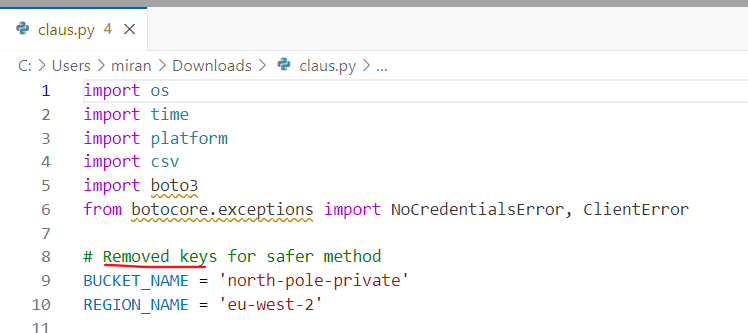 claus.py 4 ×
C: > Users > miran > Downloads > claus.py > ...
1 import os
2 import time
3 import platform
4 import csv
5 import boto3
6 from botocore.exceptions import NoCredentialsError, ClientError
7
8 # Removed keys for safer method
9 BUCKET_NAME = 'north-pole-private'
10 REGION_NAME = 'eu-west-2'
11